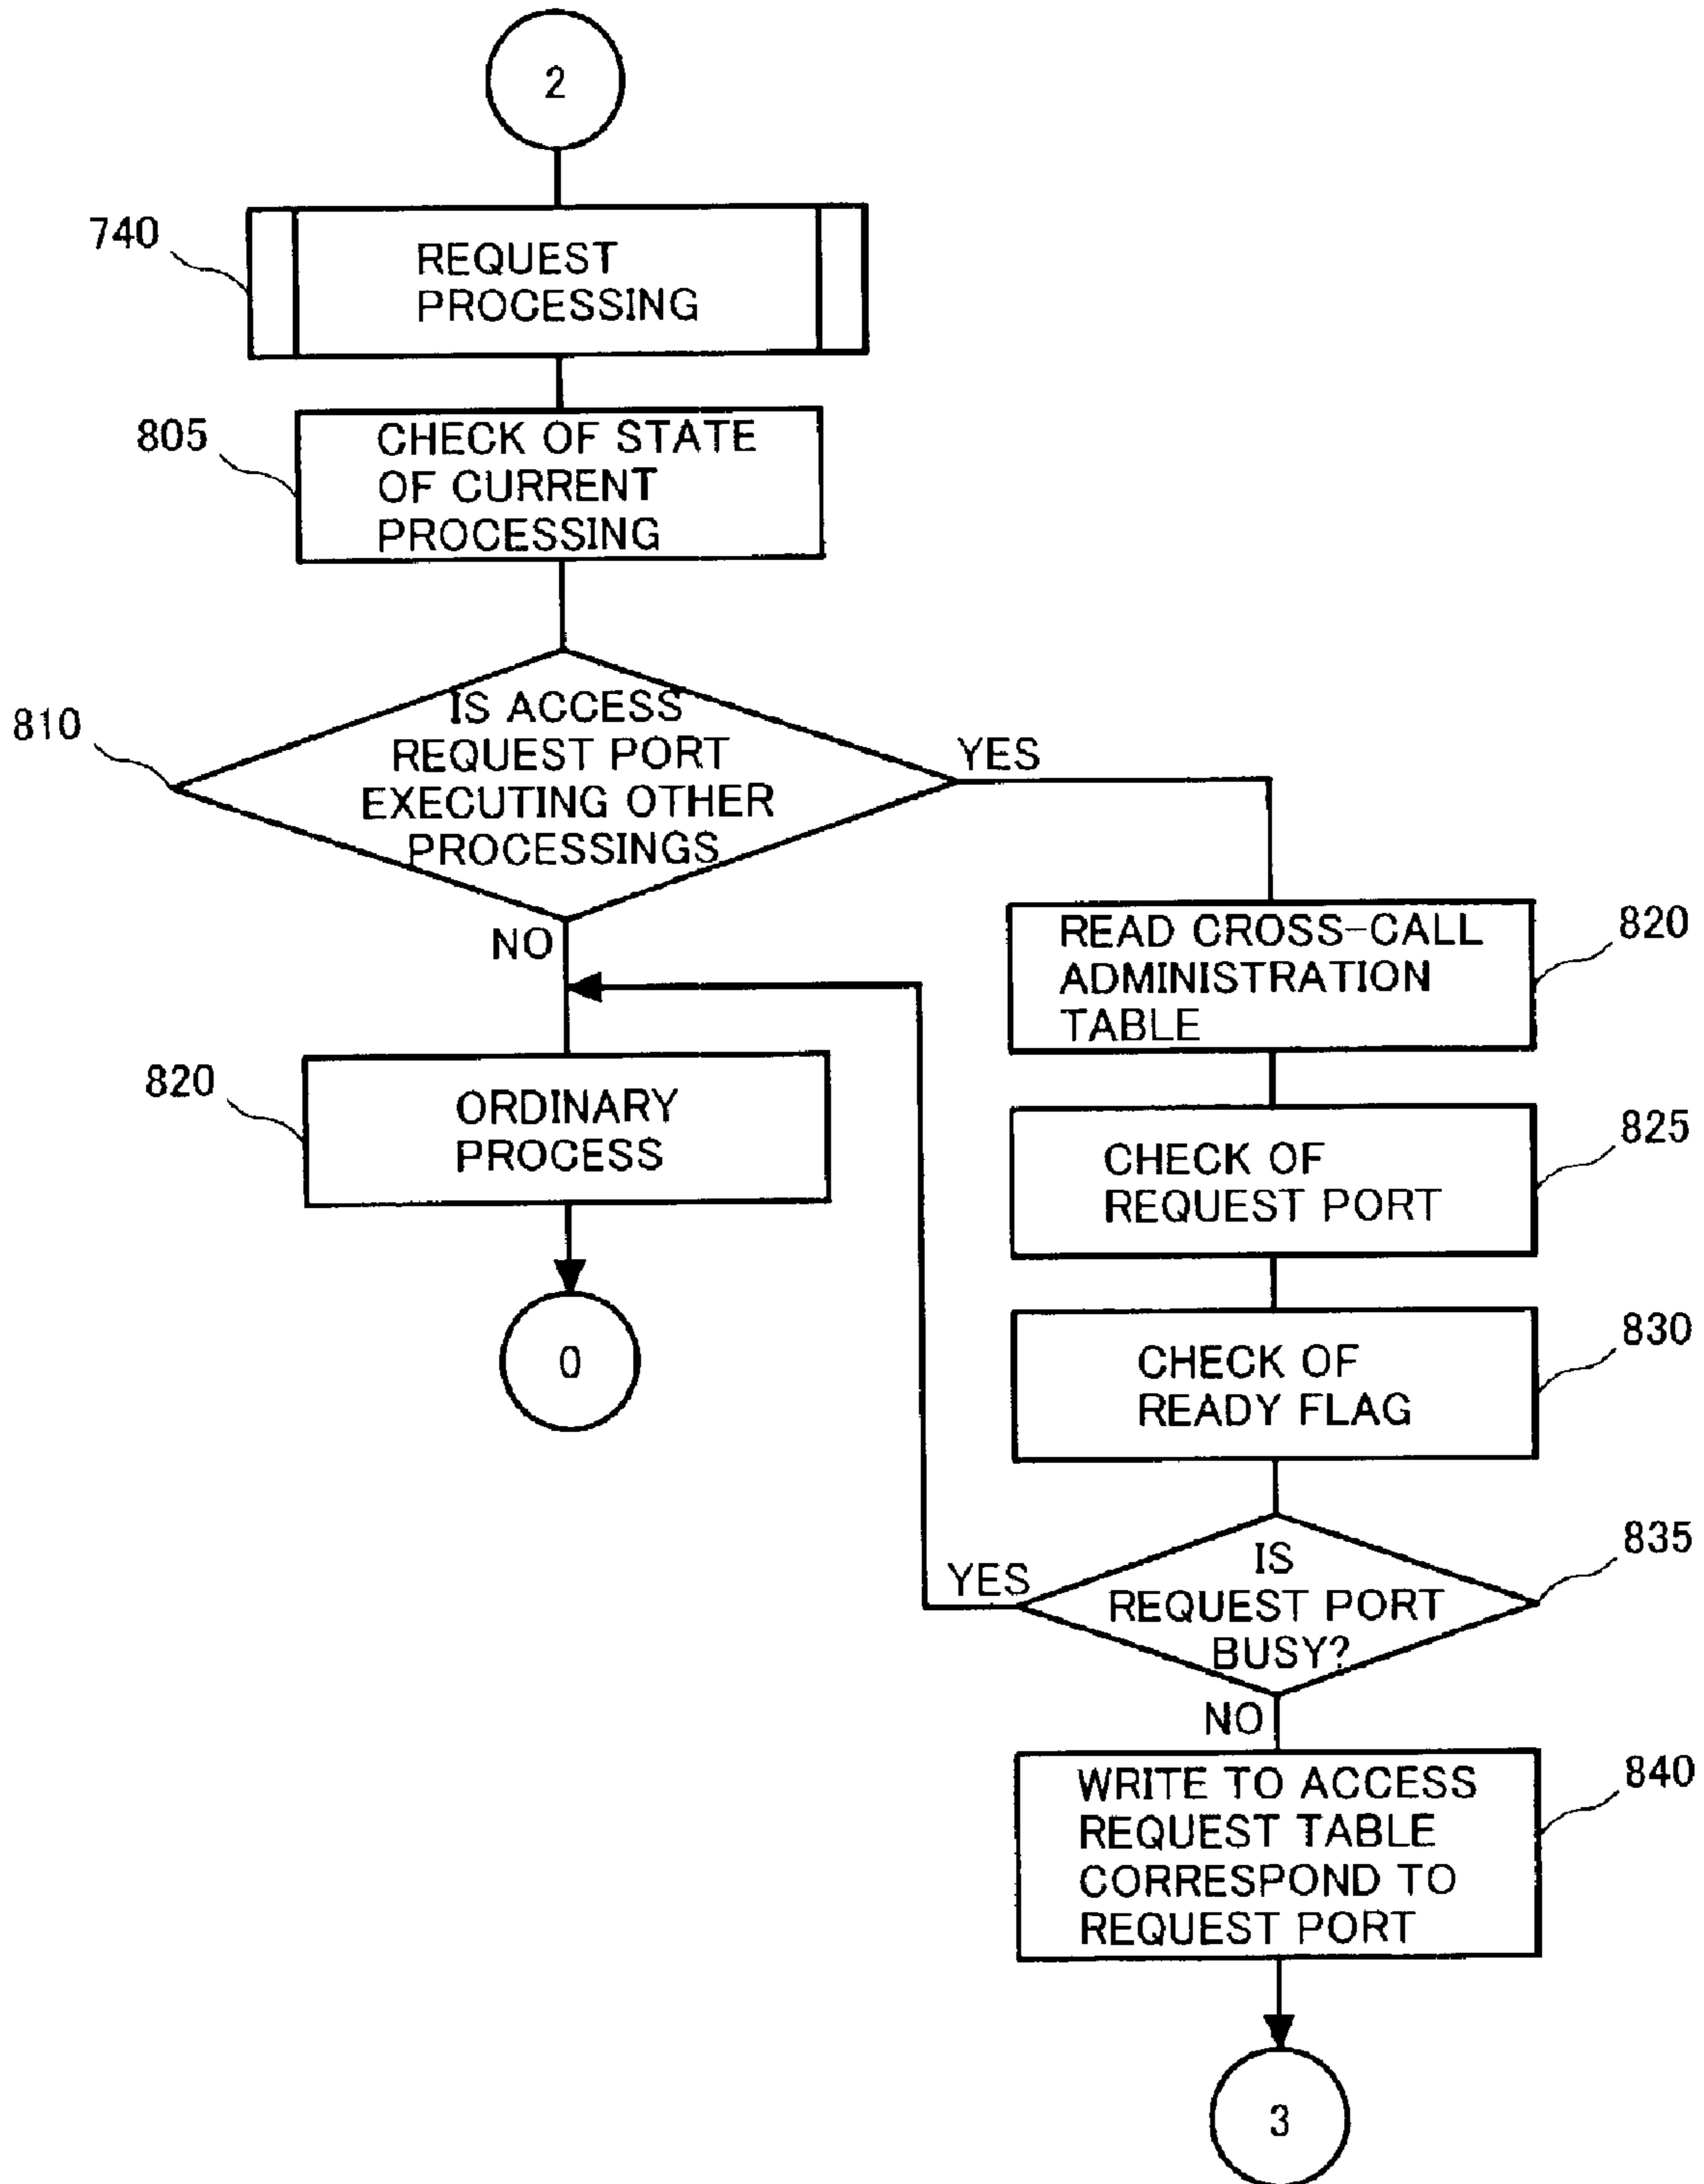 2
740
REQUEST
PROCESSING
805
CHECK OF STATE
OF CURRENT
PROCESSING
810
IS ACCESS
REQUEST PORT
EXECUTING OTHER
PROCESSINGS
YES
NO
READ CROSS-CALL
ADMINISTRATION
TABLE
820
820
ORDINARY
PROCESS
CHECK OF
REQUEST PORT
825
0
CHECK OF
READY FLAG
830
YES
IS
REQUEST PORT
BUSY?
835
NO
WRITE TO ACCESS
REQUEST TABLE
CORRESPOND TO
REQUEST PORT
840
3